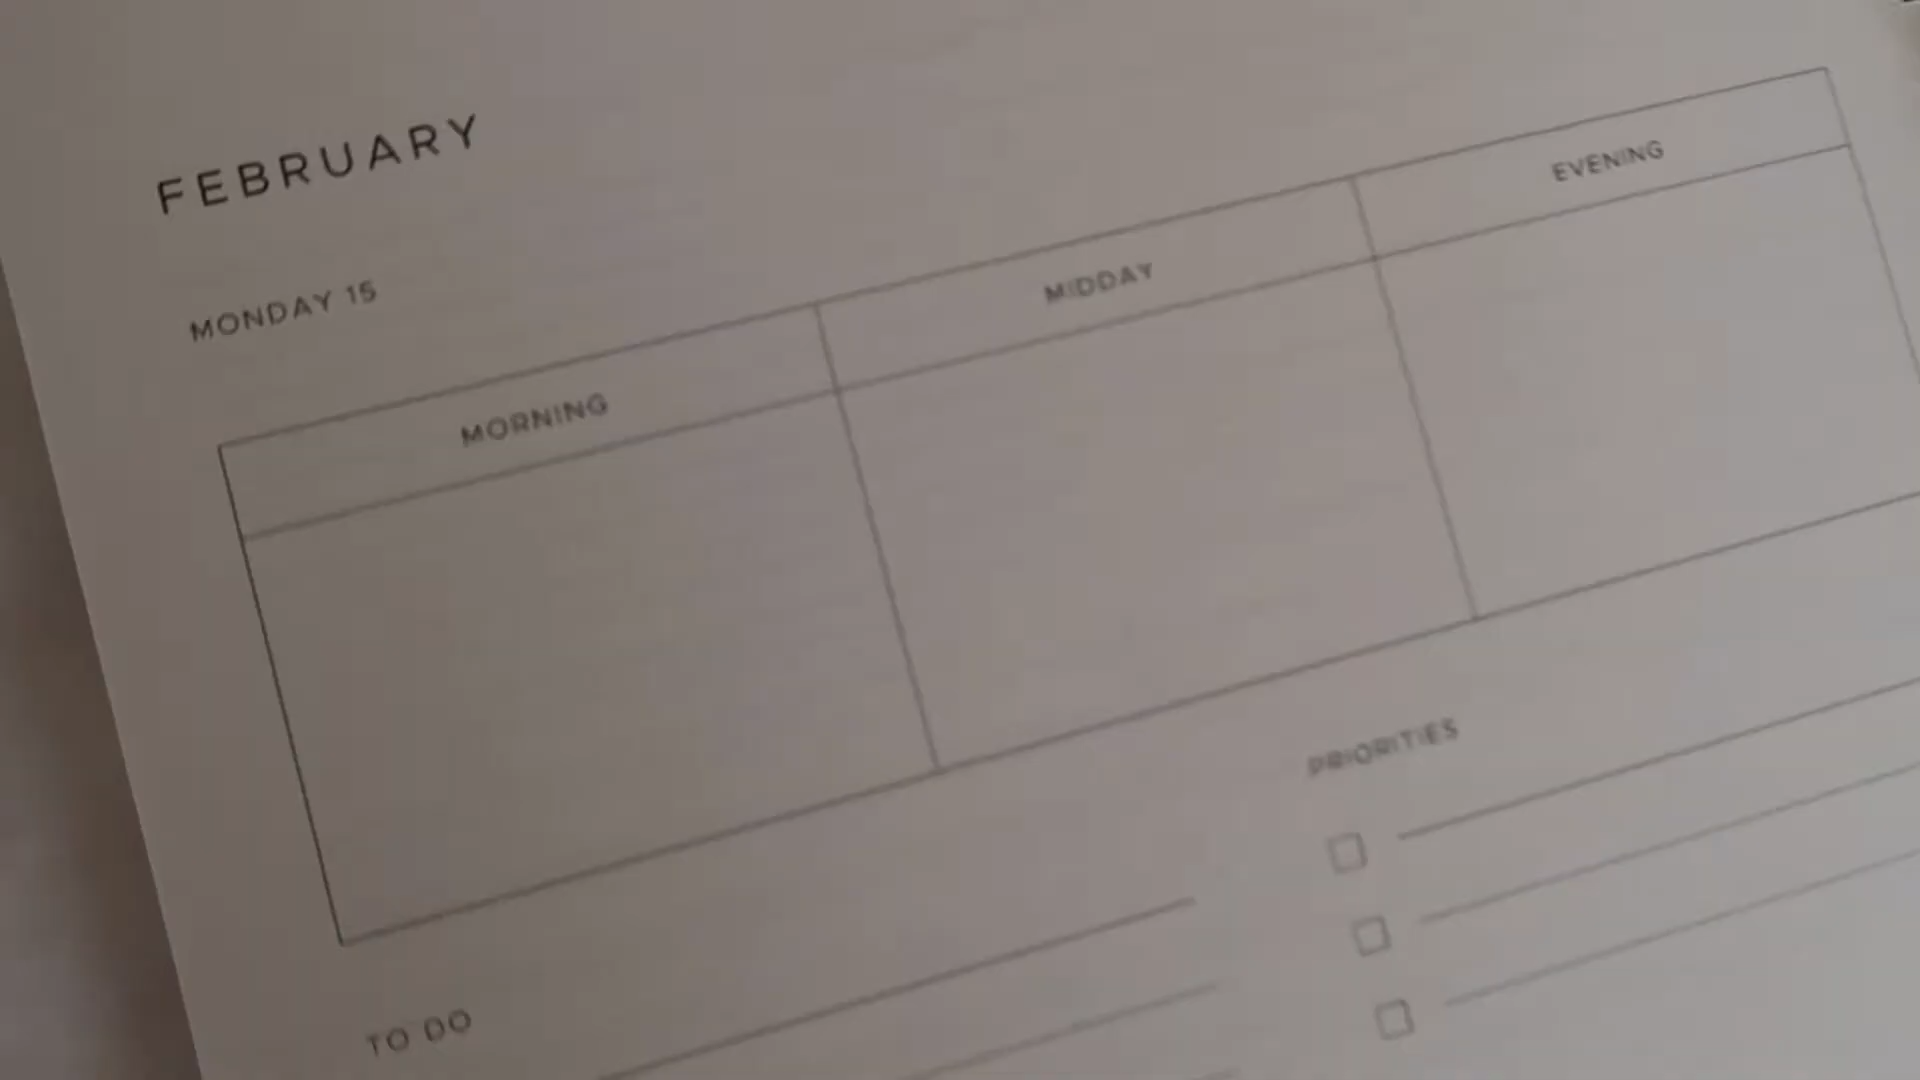 FEBRUARY
MONDAY 15
MORNING MIDDAY EVENING
PRIORITIES
TO DO